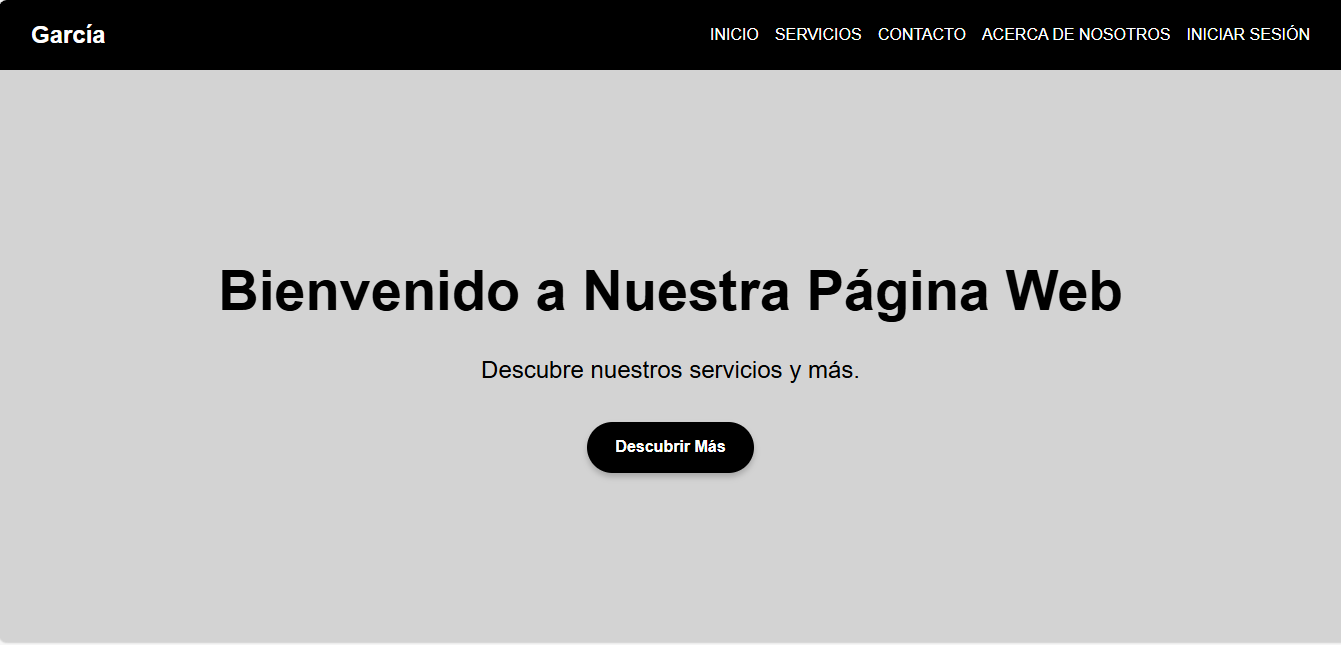 García
INICIO SERVICIOS CONTACTO ACERCA DE NOSOTROS INICIAR SESIÓN
Bienvenido a Nuestra Página Web
Descubre nuestros servicios y más.
Descubrir Más